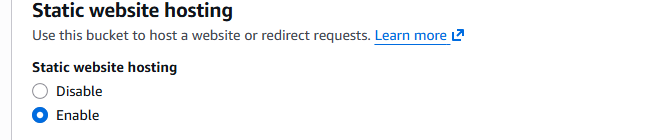 Static website hosting
Use this bucket to host a website or redirect requests. Learn more
Static website hosting
Disable
Enable